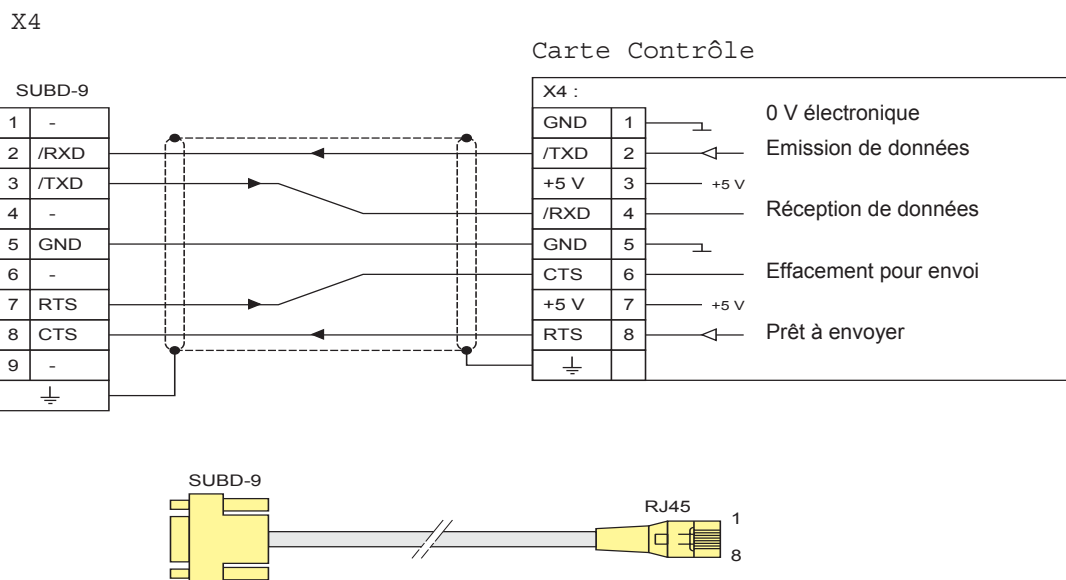 X4
Carte Contrôle
SUBD-9
1 -
2 /RXD
3 /TXD
4 -
5 GND
6 -
7 RTS
8 CTS
9 -
X4 :
GND 1 0 V électronique
/TXD 2 Emission de données
+5 V 3 +5 V
/RXD 4 Réception de données
GND 5
CTS 6 Effacement pour envoi
+5 V 7 +5 V
RTS 8 Prêt à envoyer
SUBD-9
RJ45
1
8